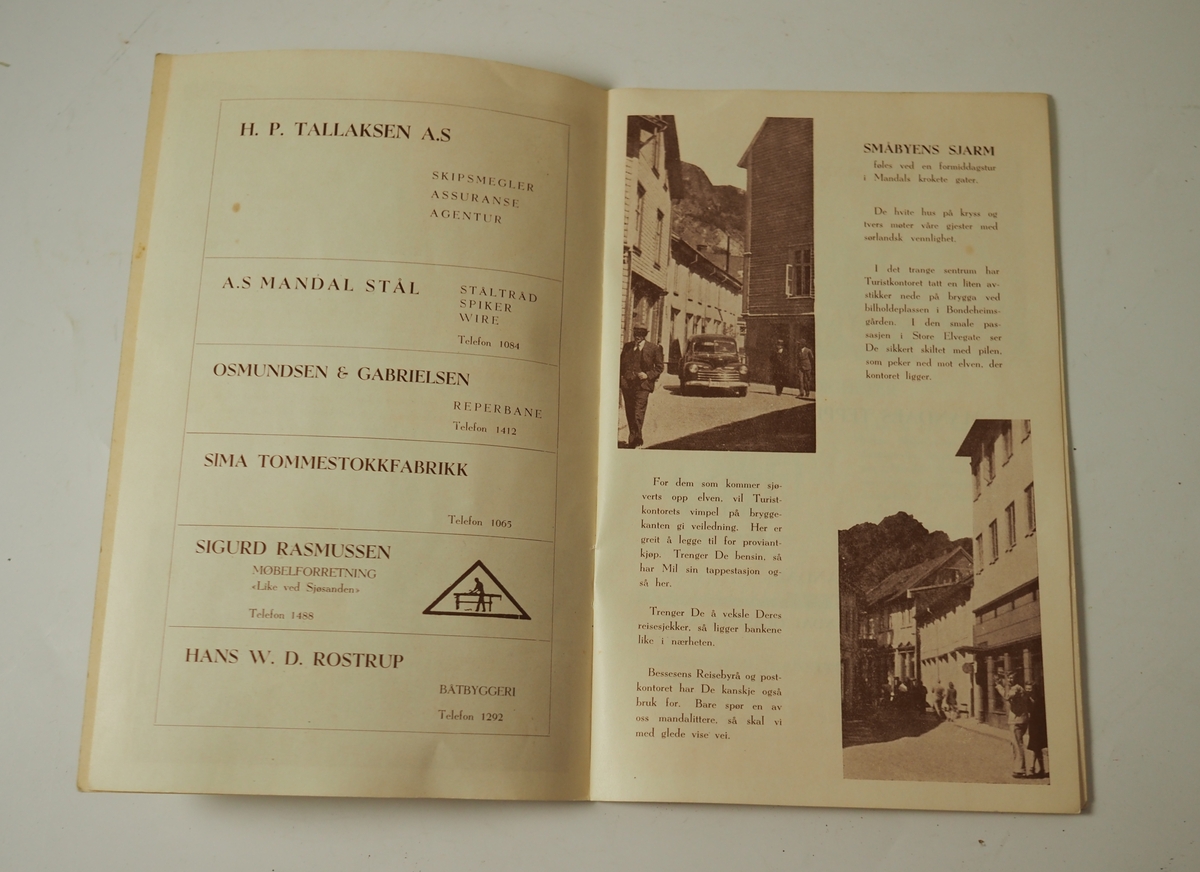 H. P. TALLAKSEN A.S
SKIPSMEGLER
ASSURANSE
AGENTUR
A.S MANDAL STÅL
STÅLTRÅD
SPIKER
WIRE
Telefon 1084
OSMUNDSEN & GABRIELSEN
REPERBANE
Telefon 1412
SIMA TOMMESTOKKFABRIKK
Telefon 1065
SIGURD RASMUSSEN
MØBELFORRETNING
«Like ved Sjøsanden»
Telefon 1488
HANS W. D. ROSTRUP
BÅTBYGGERI
Telefon 1292
SMÅBYENS SJARM
føles ved en formiddagstur
i Mandals krokete gater.
De hvite hus på kryss og
tvers møter våre gjester med
sørlandsk vennlighet.
I det trange sentrum har
Turistkontoret tatt en liten av-
stikker nede på brygga ved
bilholdeplassen i Bondeheims-
gården. I den smale pas-
sasjen i Store Elvegate ser
De sikkert skiltet med pilen,
som peker ned mot elven, der
kontoret ligger.
For dem som kommer sjø-
verts opp elven, vil Turist-
kontorets vimpel på brygge-
kanten gi veiledning. Her er
greit å legge til for proviant-
kjøp. Trenger De bensin, så
har Mil sin tappestasjon og-
så her.
Trenger De å veksle Deres
reisesjekker, så ligger bankene
like i nærheten.
Bessesens Reisebyrå og post-
kontoret har De kanskje også
bruk for. Bare spør en av
oss mandalittere, så skal vi
med glede vise vei.